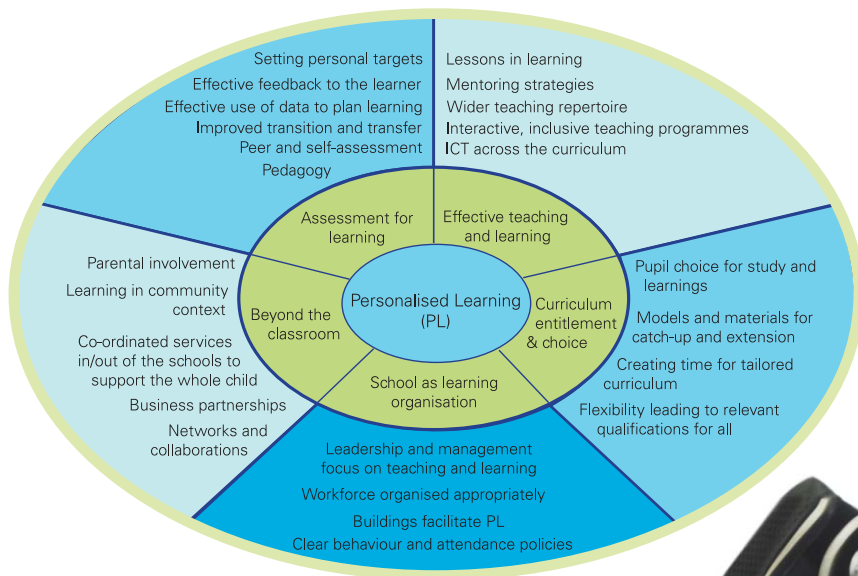 Setting personal targets
Effective feedback to the learner
Effective use of data to plan learning
Improved transition and transfer
Peer and self-assessment
Pedagogy
Lessons in learning
Mentoring strategies
Wider teaching repertoire
Interactive, inclusive teaching programmes
ICT across the curriculum
Assessment for
learning
Effective teaching
and learning
Parental involvement
Learning in community
context
Co-ordinated services
in/out of the schools to
support the whole child
Business partnerships
Networks and
collaborations
Beyond the
classroom
Personalised Learning
(PL)
Curriculum
entitlement
& choice
Pupil choice for study and
learnings
Models and materials for
catch-up and extension
Creating time for tailored
curriculum
Flexibility leading to relevant
qualifications for all
School as learning
organisation
Leadership and management
focus on teaching and learning
Workforce organised appropriately
Buildings facilitate PL
Clear behaviour and attendance policies